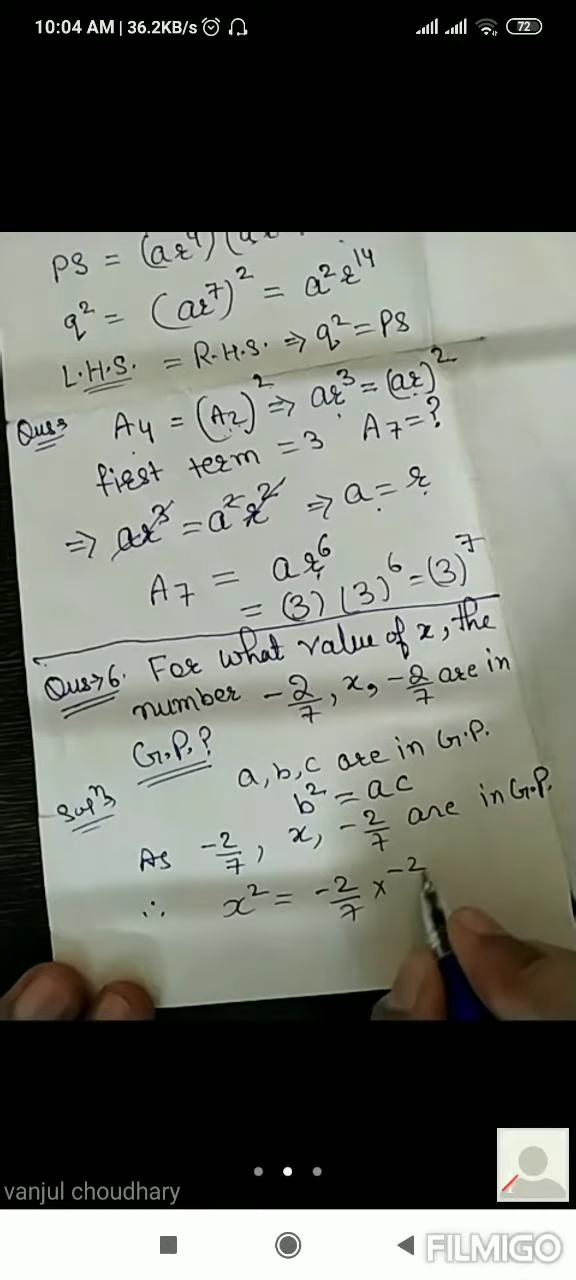 10:04 AM | 36.2KB/s
72
PS = (ar⁴)(a
q² = (ar⁷)² = a²r¹⁴
L.H.S. = R.H.S. ⇒ q² = PS
Ques A₄ = (A₂)² ⇒ ar³ = (ar)²
first term = 3 A₇ = ?
⇒ ar³ = a²r² ⇒ a = r
A₇ = ar⁶
= (3) (3)⁶ = (3)⁷
Ques→6. For what value of x, the
number -2/7, x, -2/7 are in
G.P.?
Solⁿ a, b, c are in G.P.
b² = ac
As -2/7, x, -2/7 are in G.P.
∴ x² = -2/7 × -2
vanjul choudhary
FILMIGO